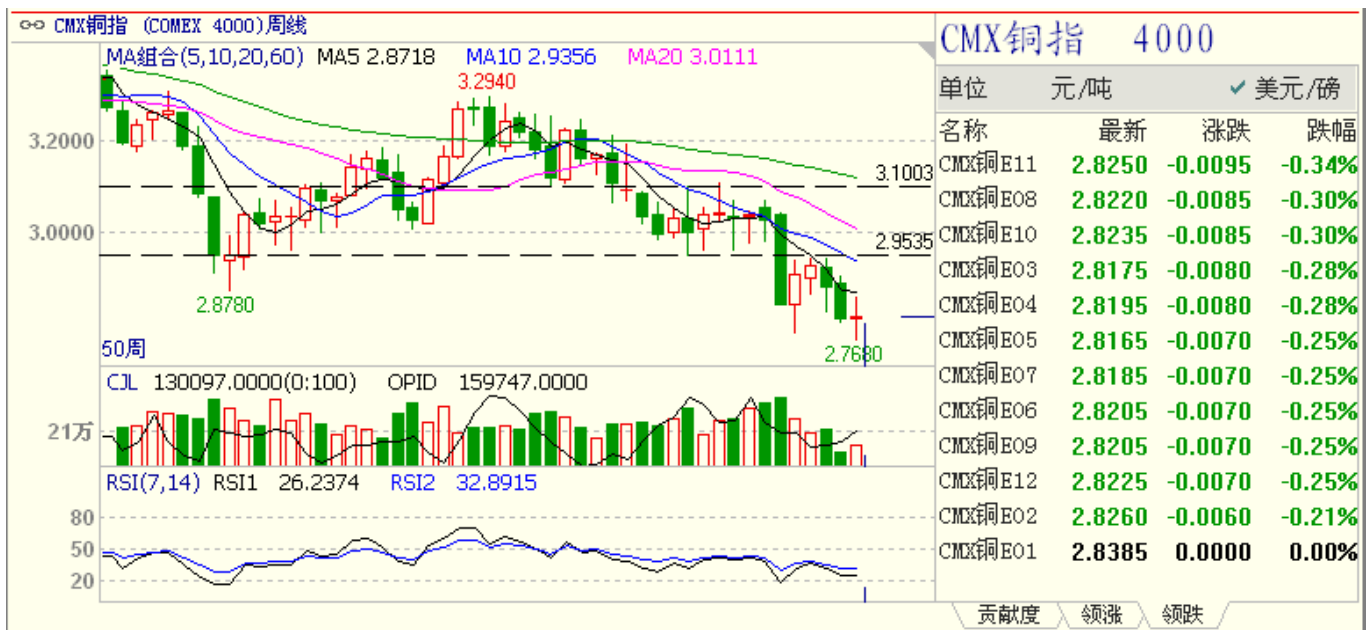 CMX铜指 (COMEX 4000)周线
MA组合(5,10,20,60) MA5 2.8718 MA10 2.9356 MA20 3.0111
3.2940
3.2000
3.1003
3.0000
2.9535
2.8780
50周
2.7680
CJL 130097.0000(0:100) OPID 159747.0000
21万
RSI(7,14) RSI1 26.2374 RSI2 32.8915
80
50
20
CMX铜指 4000
单位 元/吨 ✓ 美元/磅
名称 最新 涨跌 跌幅
CMX铜E11 2.8250 -0.0095 -0.34%
CMX铜E08 2.8220 -0.0085 -0.30%
CMX铜E10 2.8235 -0.0085 -0.30%
CMX铜E03 2.8175 -0.0080 -0.28%
CMX铜E04 2.8195 -0.0080 -0.28%
CMX铜E05 2.8165 -0.0070 -0.25%
CMX铜E07 2.8185 -0.0070 -0.25%
CMX铜E06 2.8205 -0.0070 -0.25%
CMX铜E09 2.8205 -0.0070 -0.25%
CMX铜E12 2.8225 -0.0070 -0.25%
CMX铜E02 2.8260 -0.0060 -0.21%
CMX铜E01 2.8385 0.0000 0.00%
贡献度 领涨 领跌